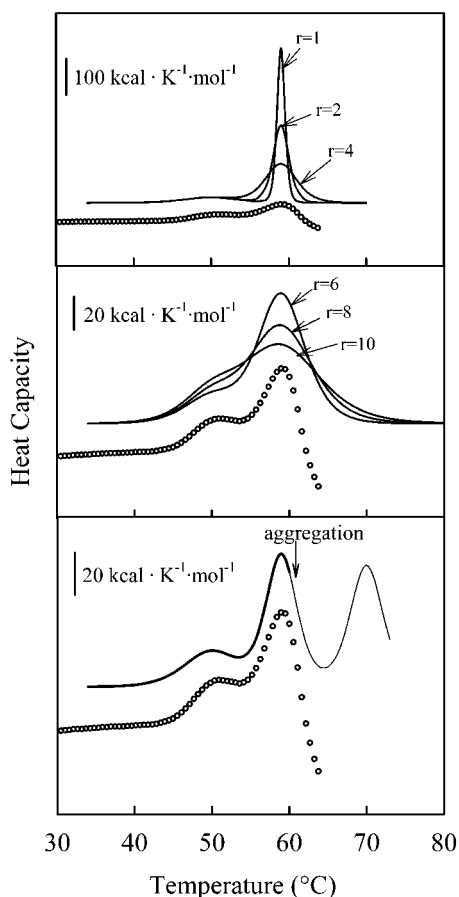 100 kcal · K⁻¹·mol⁻¹
r=1
r=2
r=4
20 kcal · K⁻¹·mol⁻¹
r=6
r=8
r=10
Heat Capacity
aggregation
20 kcal · K⁻¹·mol⁻¹
30 40 50 60 70 80
Temperature (°C)